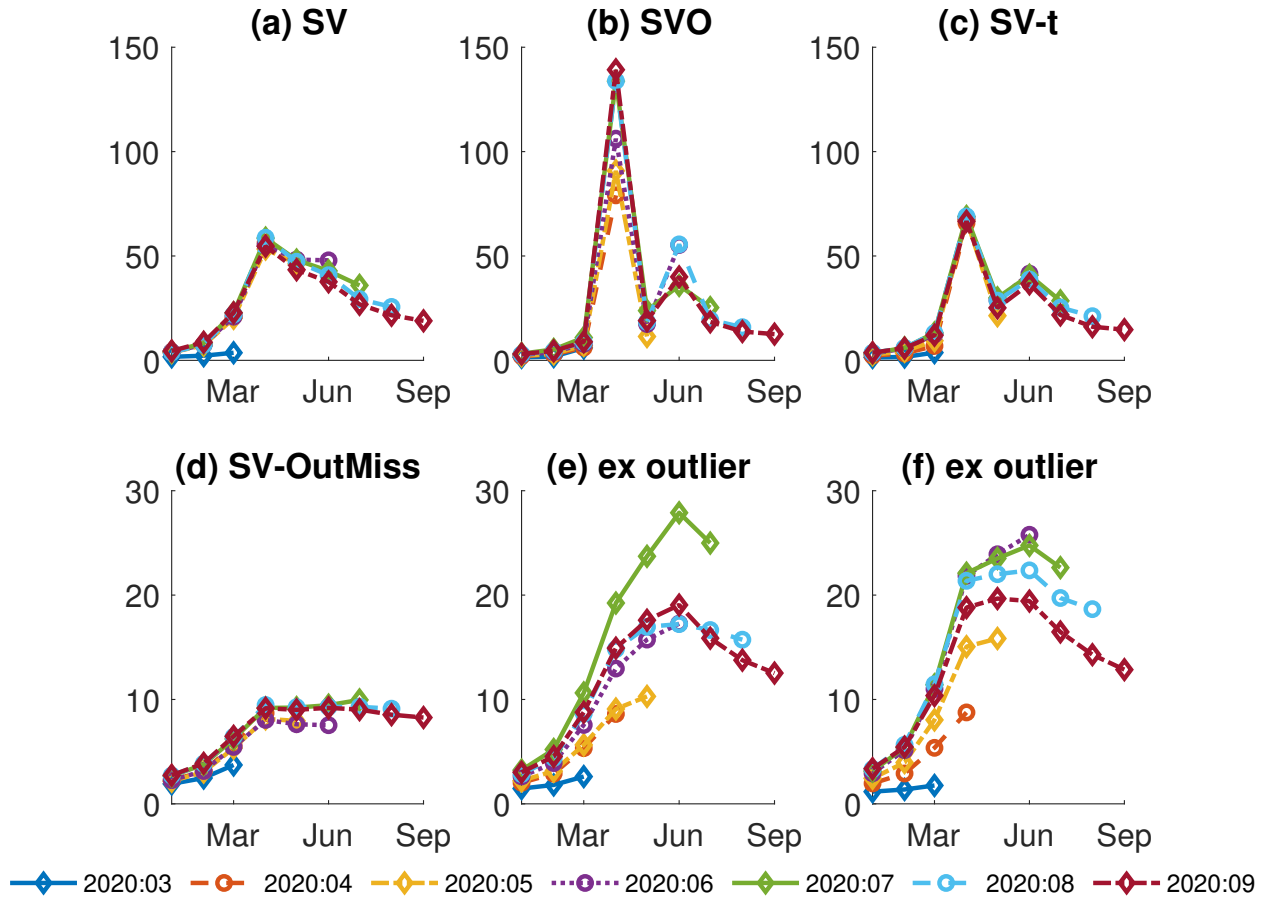 (a) SV
(b) SVO
(c) SV-t
150
150
150
100
100
100
50
50
50
0
0
0
Mar Jun Sep
Mar Jun Sep
Mar Jun Sep
(d) SV-OutMiss
(e) ex outlier
(f) ex outlier
30
30
30
20
20
20
10
10
10
0
0
0
Mar Jun Sep
Mar Jun Sep
Mar Jun Sep
2020:03 2020:04 2020:05 2020:06 2020:07 2020:08 2020:09